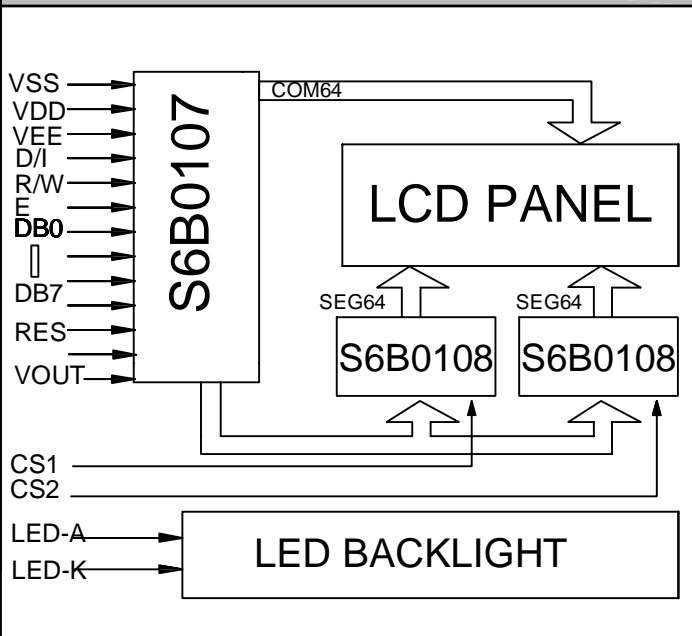 VSS
VDD
VEE
D/I
R/W
E
DB0
DB7
RES
VOUT
S6B0107
COM64
LCD PANEL
SEG64
SEG64
S6B0108
S6B0108
CS1
CS2
LED-A
LED-K
LED BACKLIGHT